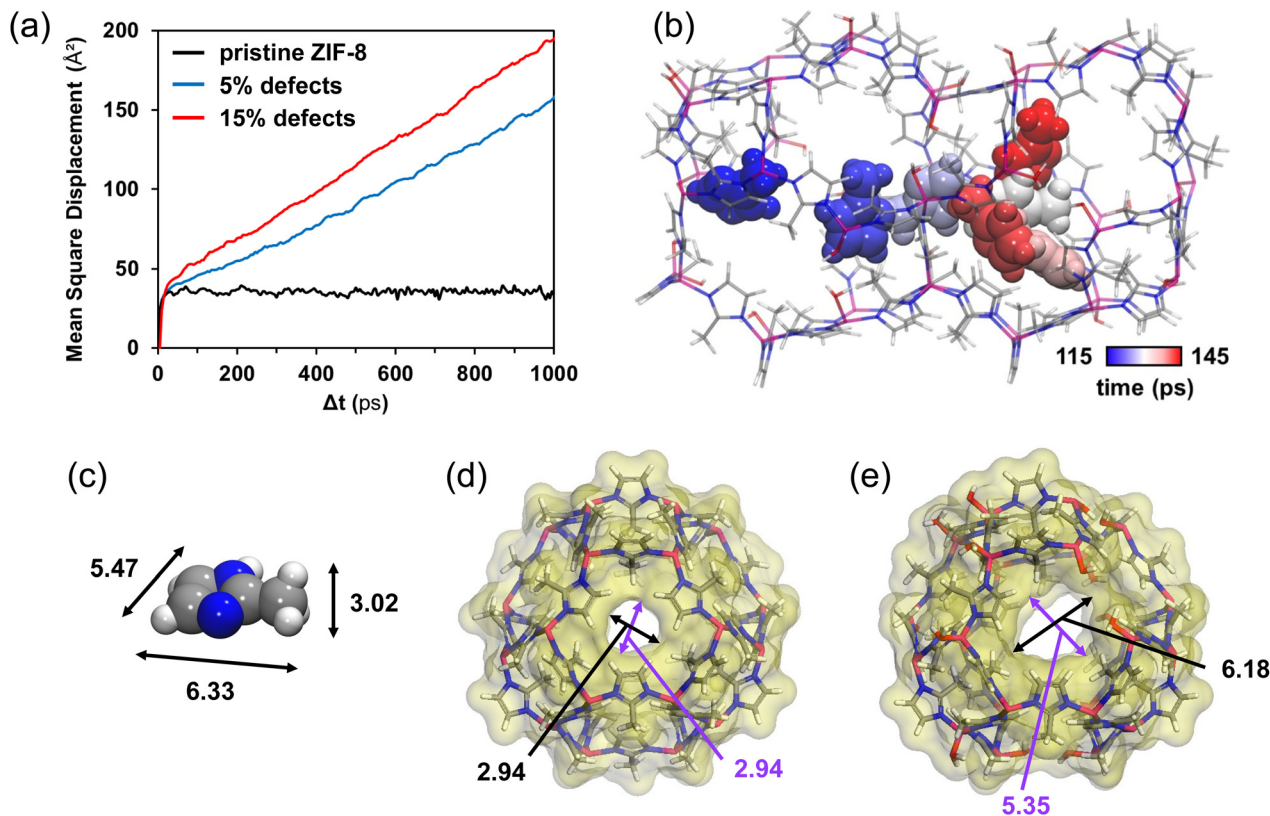 (a)
Mean Square Displacement (Å²)
200
150
100
50
0
pristine ZIF-8
5% defects
15% defects
0
200
400
600
800
1000
Δt (ps)
(b)
115
145
time (ps)
(c)
5.47
3.02
6.33
(d)
2.94
2.94
(e)
6.18
5.35